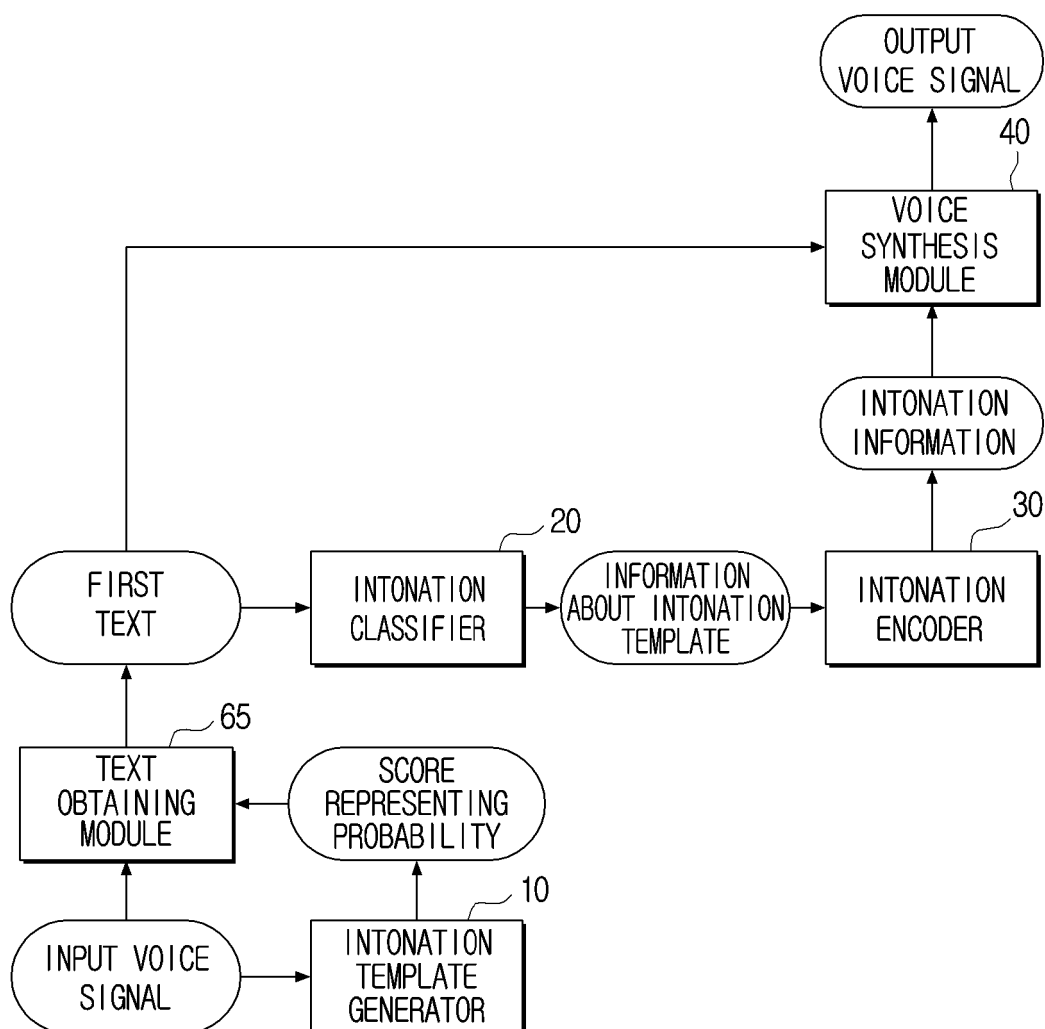 OUTPUT
VOICE SIGNAL
40
VOICE
SYNTHESIS
MODULE
INTONATION
INFORMATION
30
20
FIRST
TEXT
INTONATION
CLASSIFIER
INFORMATION
ABOUT INTONATION
TEMPLATE
INTONATION
ENCODER
65
TEXT
OBTAINING
MODULE
SCORE
REPRESENTING
PROBABILITY
10
INPUT VOICE
SIGNAL
INTONATION
TEMPLATE
GENERATOR